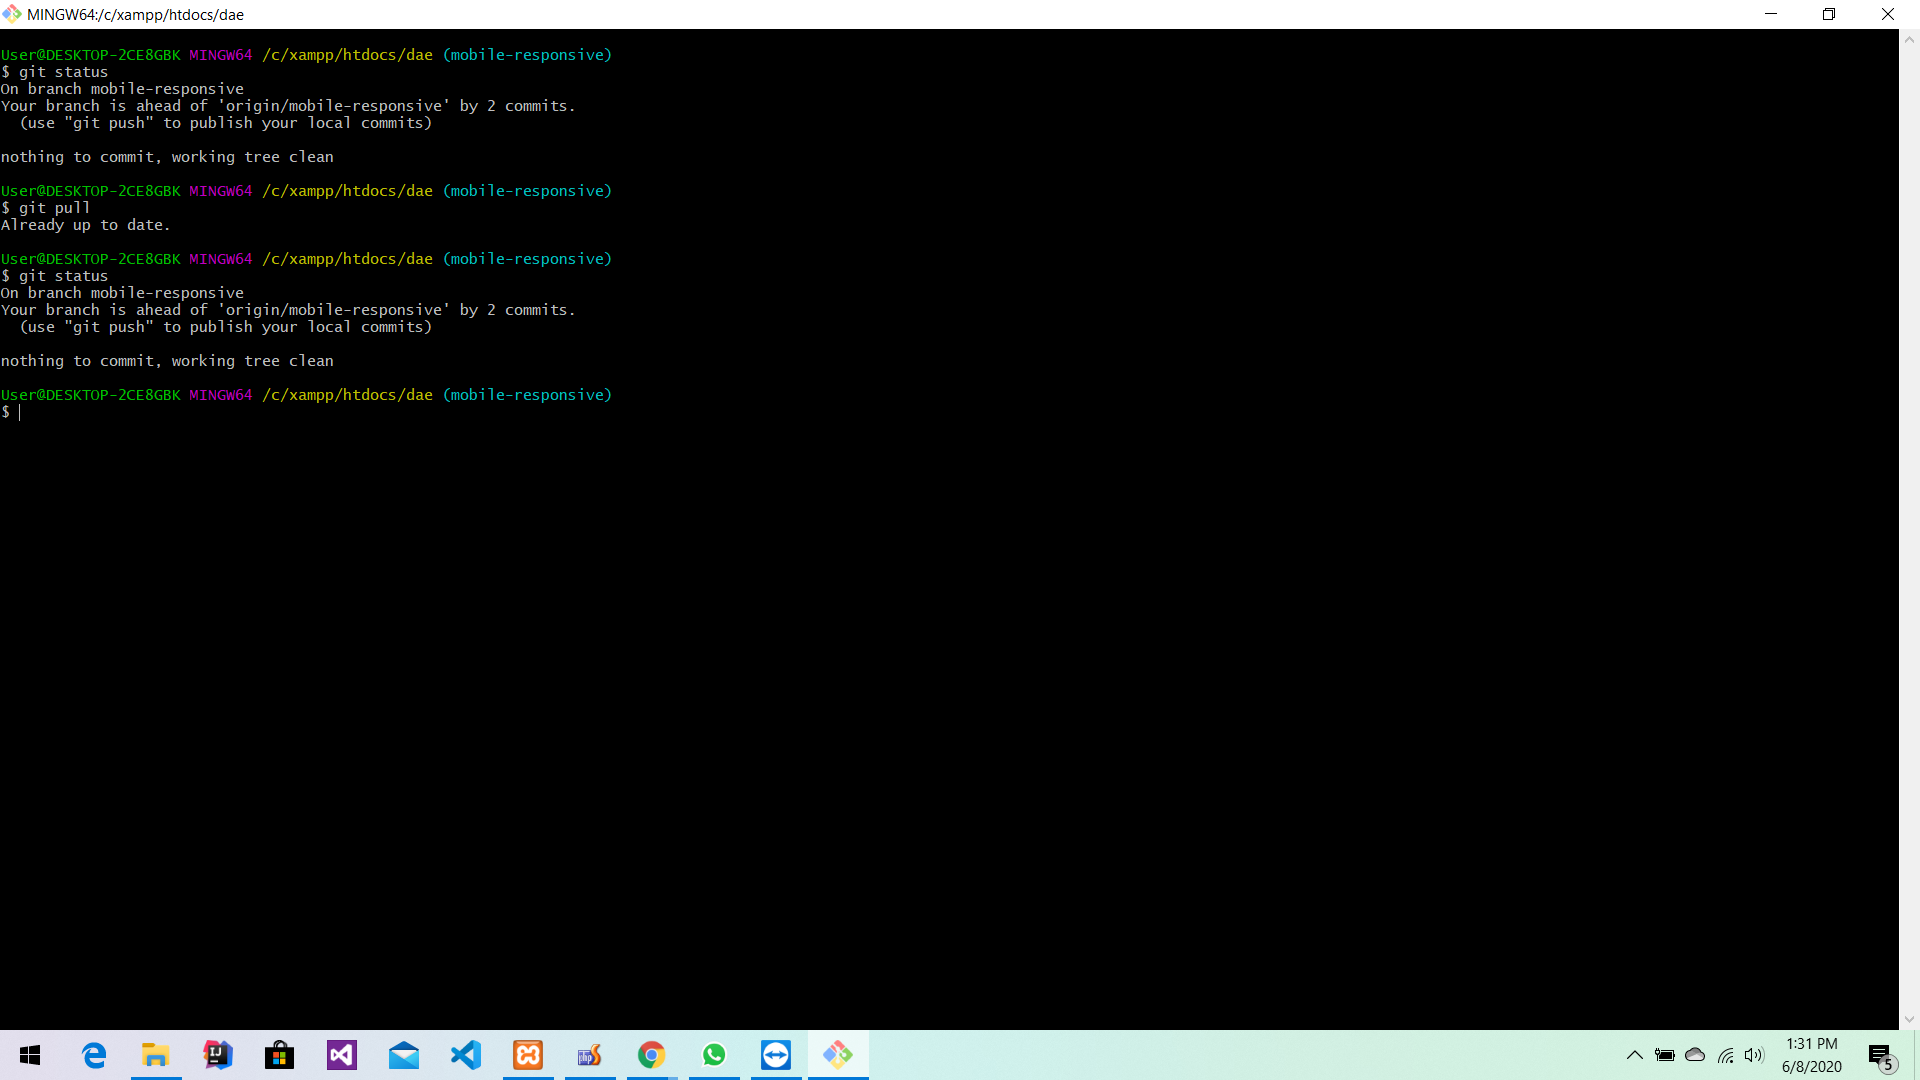 MINGW64:/c/xampp/htdocs/dae
User@DESKTOP-2CE8GBK MINGW64 /c/xampp/htdocs/dae (mobile-responsive)
$ git status
On branch mobile-responsive
Your branch is ahead of 'origin/mobile-responsive' by 2 commits.
  (use "git push" to publish your local commits)
nothing to commit, working tree clean
User@DESKTOP-2CE8GBK MINGW64 /c/xampp/htdocs/dae (mobile-responsive)
$ git pull
Already up to date.
User@DESKTOP-2CE8GBK MINGW64 /c/xampp/htdocs/dae (mobile-responsive)
$ git status
On branch mobile-responsive
Your branch is ahead of 'origin/mobile-responsive' by 2 commits.
  (use "git push" to publish your local commits)
nothing to commit, working tree clean
User@DESKTOP-2CE8GBK MINGW64 /c/xampp/htdocs/dae (mobile-responsive)
$
IJ
php
1:31 PM
6/8/2020
5